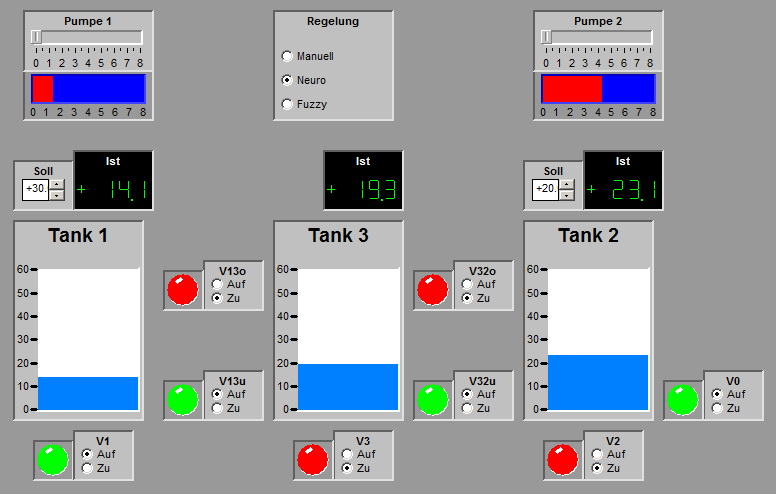 Pumpe 1
0 1 2 3 4 5 6 7 8
0 1 2 3 4 5 6 7 8
Regelung
Manuell
Neuro
Fuzzy
Pumpe 2
0 1 2 3 4 5 6 7 8
0 1 2 3 4 5 6 7 8
Soll
+30.
Ist
+ 14.1
Ist
+ 19.3
Soll
+20.
Ist
+ 23.1
Tank 1
60
50
40
30
20
10
0
V13o
Auf
Zu
V13u
Auf
Zu
Tank 3
60
50
40
30
20
10
0
V32o
Auf
Zu
V32u
Auf
Zu
Tank 2
60
50
40
30
20
10
0
V0
Auf
Zu
V1
Auf
Zu
V3
Auf
Zu
V2
Auf
Zu